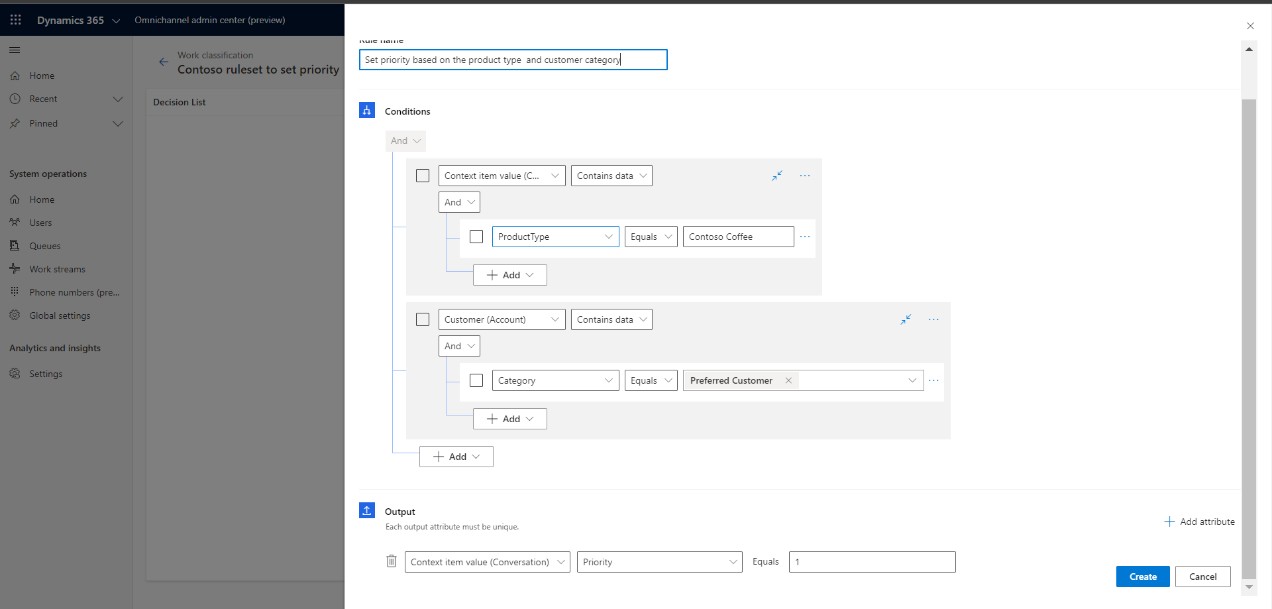 Dynamics 365
Omnichannel admin center (preview)
Home
Recent
Pinned
System operations
Home
Users
Queues
Work streams
Phone numbers (pre...
Global settings
Analytics and insights
Settings
Work classification
Contoso ruleset to set priority
Decision List
Rule name
Set priority based on the product type  and customer category
Conditions
And
Context item value (C... Contains data
And
ProductType Equals Contoso Coffee
Add
Customer (Account) Contains data
And
Category Equals Preferred Customer
Add
Add
Output
Each output attribute must be unique.
Add attribute
Context item value (Conversation) Priority Equals 1
Create Cancel